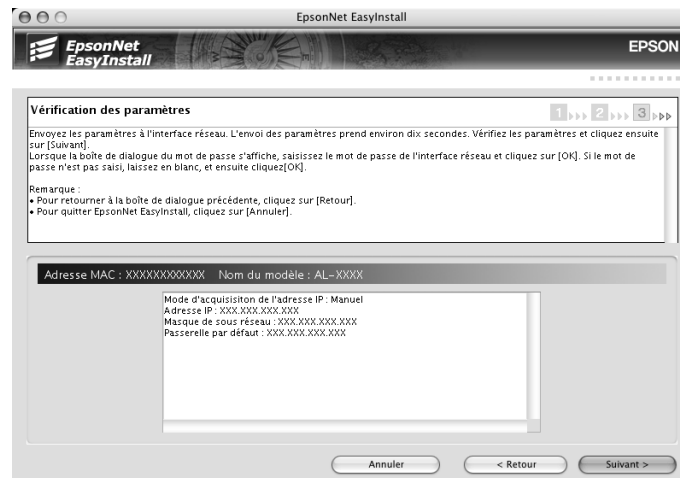 EpsonNet EasyInstall
EpsonNet
EasyInstall
EPSON
Vérification des paramètres
1 2 3
Envoyez les paramètres à l'interface réseau. L'envoi des paramètres prend environ dix secondes. Vérifiez les paramètres et cliquez ensuite
sur [Suivant].
Lorsque la boîte de dialogue du mot de passe s'affiche, saisissez le mot de passe de l'interface réseau et cliquez sur [OK]. Si le mot de
passe n'est pas saisi, laissez en blanc, et ensuite cliquez[OK].
Remarque :
• Pour retourner à la boîte de dialogue précédente, cliquez sur [Retour].
• Pour quitter EpsonNet EasyInstall, cliquez sur [Annuler].
Adresse MAC : XXXXXXXXXXXX Nom du modèle : AL-XXXX
Mode d'acquisisiton de l'adresse IP : Manuel
Adresse IP : XXX.XXX.XXX.XXX
Masque de sous réseau : XXX.XXX.XXX.XXX
Passerelle par défaut : XXX.XXX.XXX.XXX
Annuler
< Retour
Suivant >